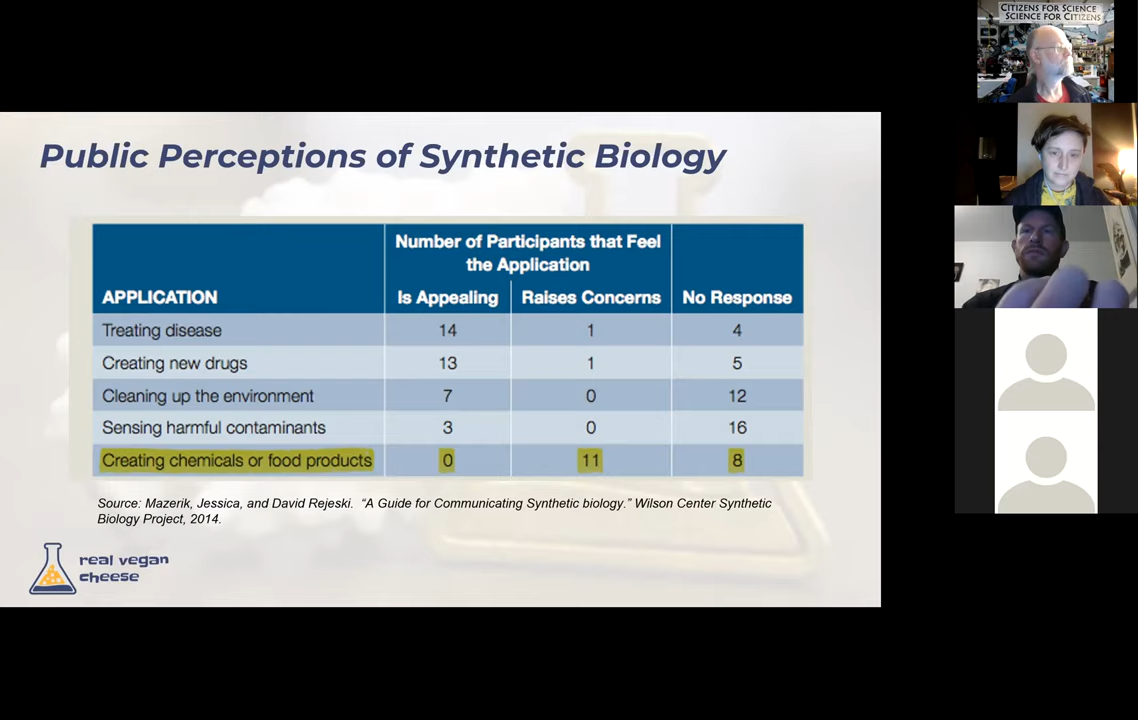 CITIZENS FOR SCIENCE
SCIENCE FOR CITIZENS
Public Perceptions of Synthetic Biology
Number of Participants that Feel
the Application
APPLICATION Is Appealing Raises Concerns No Response
Treating disease 14 1 4
Creating new drugs 13 1 5
Cleaning up the environment 7 0 12
Sensing harmful contaminants 3 0 16
Creating chemicals or food products 0 11 8
Source: Mazerik, Jessica, and David Rejeski. “A Guide for Communicating Synthetic biology.” Wilson Center Synthetic
Biology Project, 2014.
real vegan
cheese